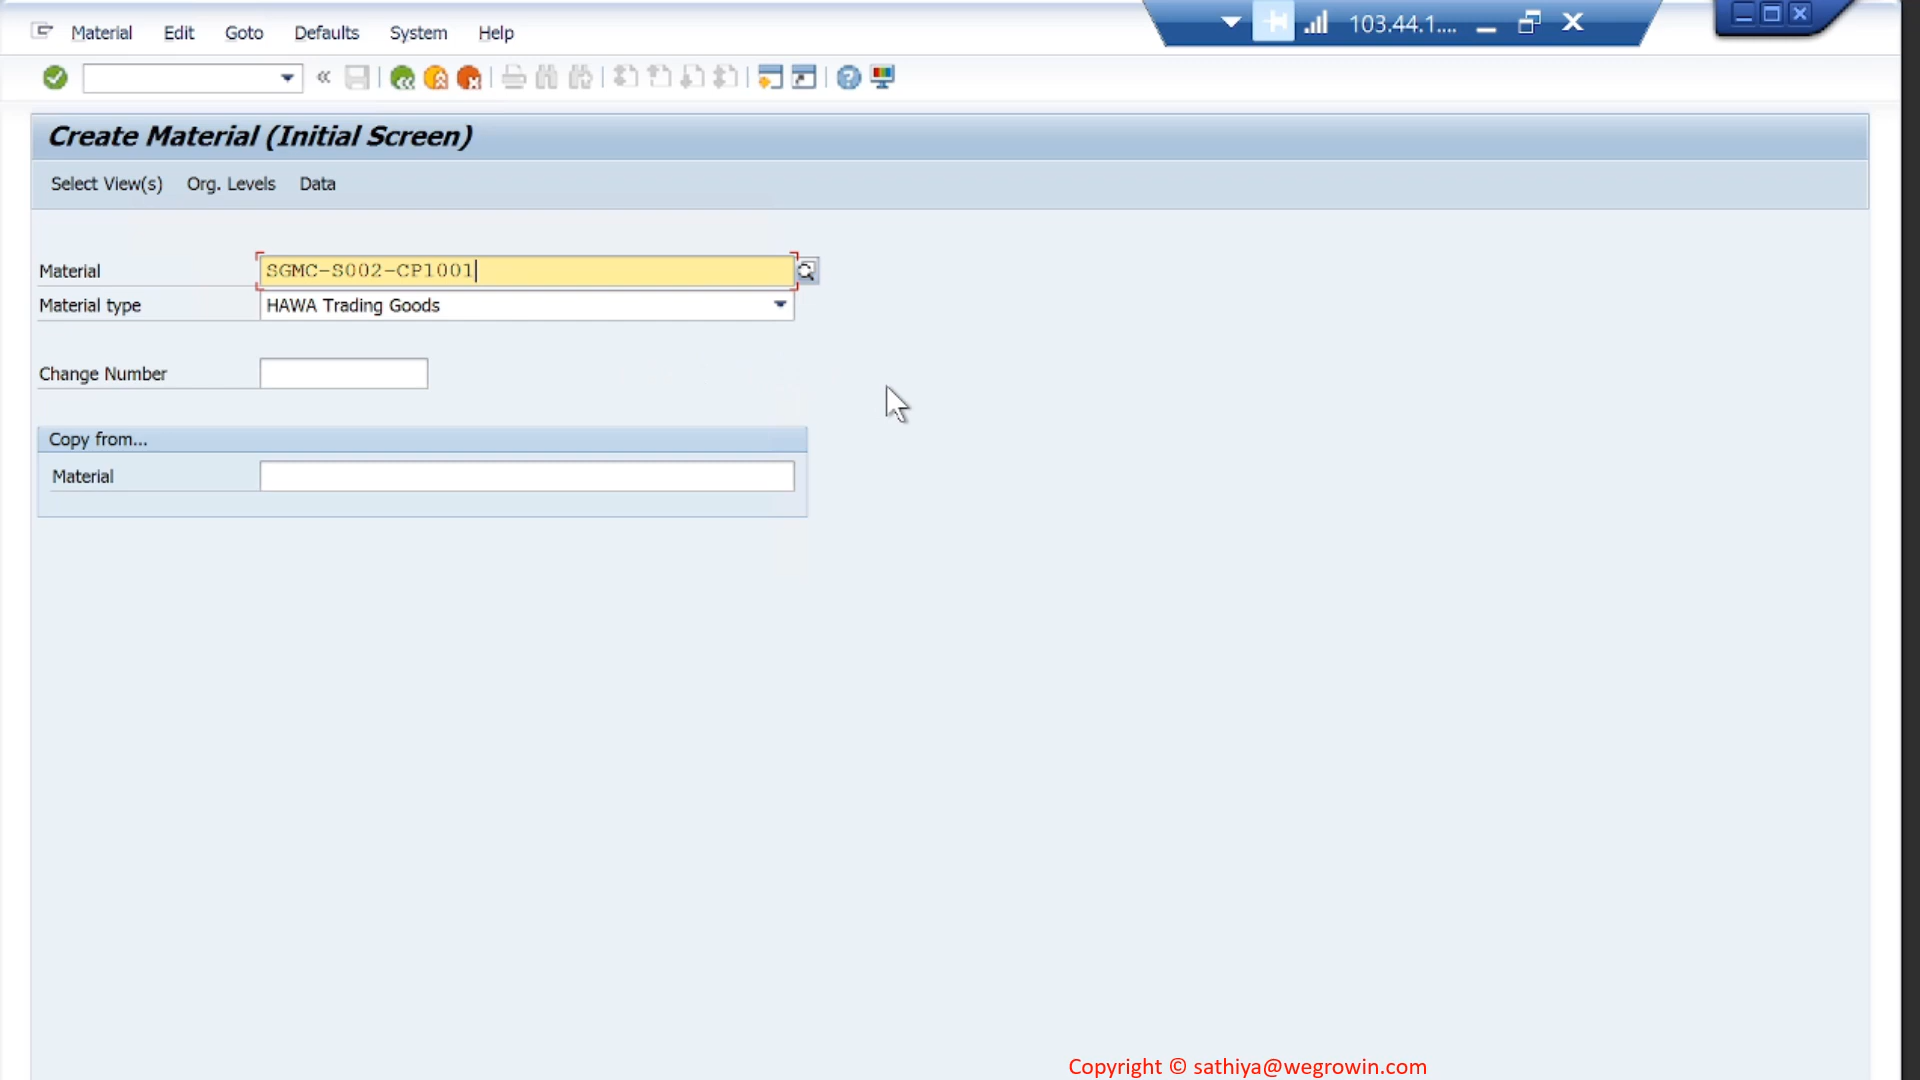 Material Edit Goto Defaults System Help
103.44.1....
Create Material (Initial Screen)
Select View(s) Org. Levels Data
Material SGMC-S002-CP1001
Material type HAWA Trading Goods
Change Number
Copy from...
Material
Copyright © sathiya@wegrowin.com